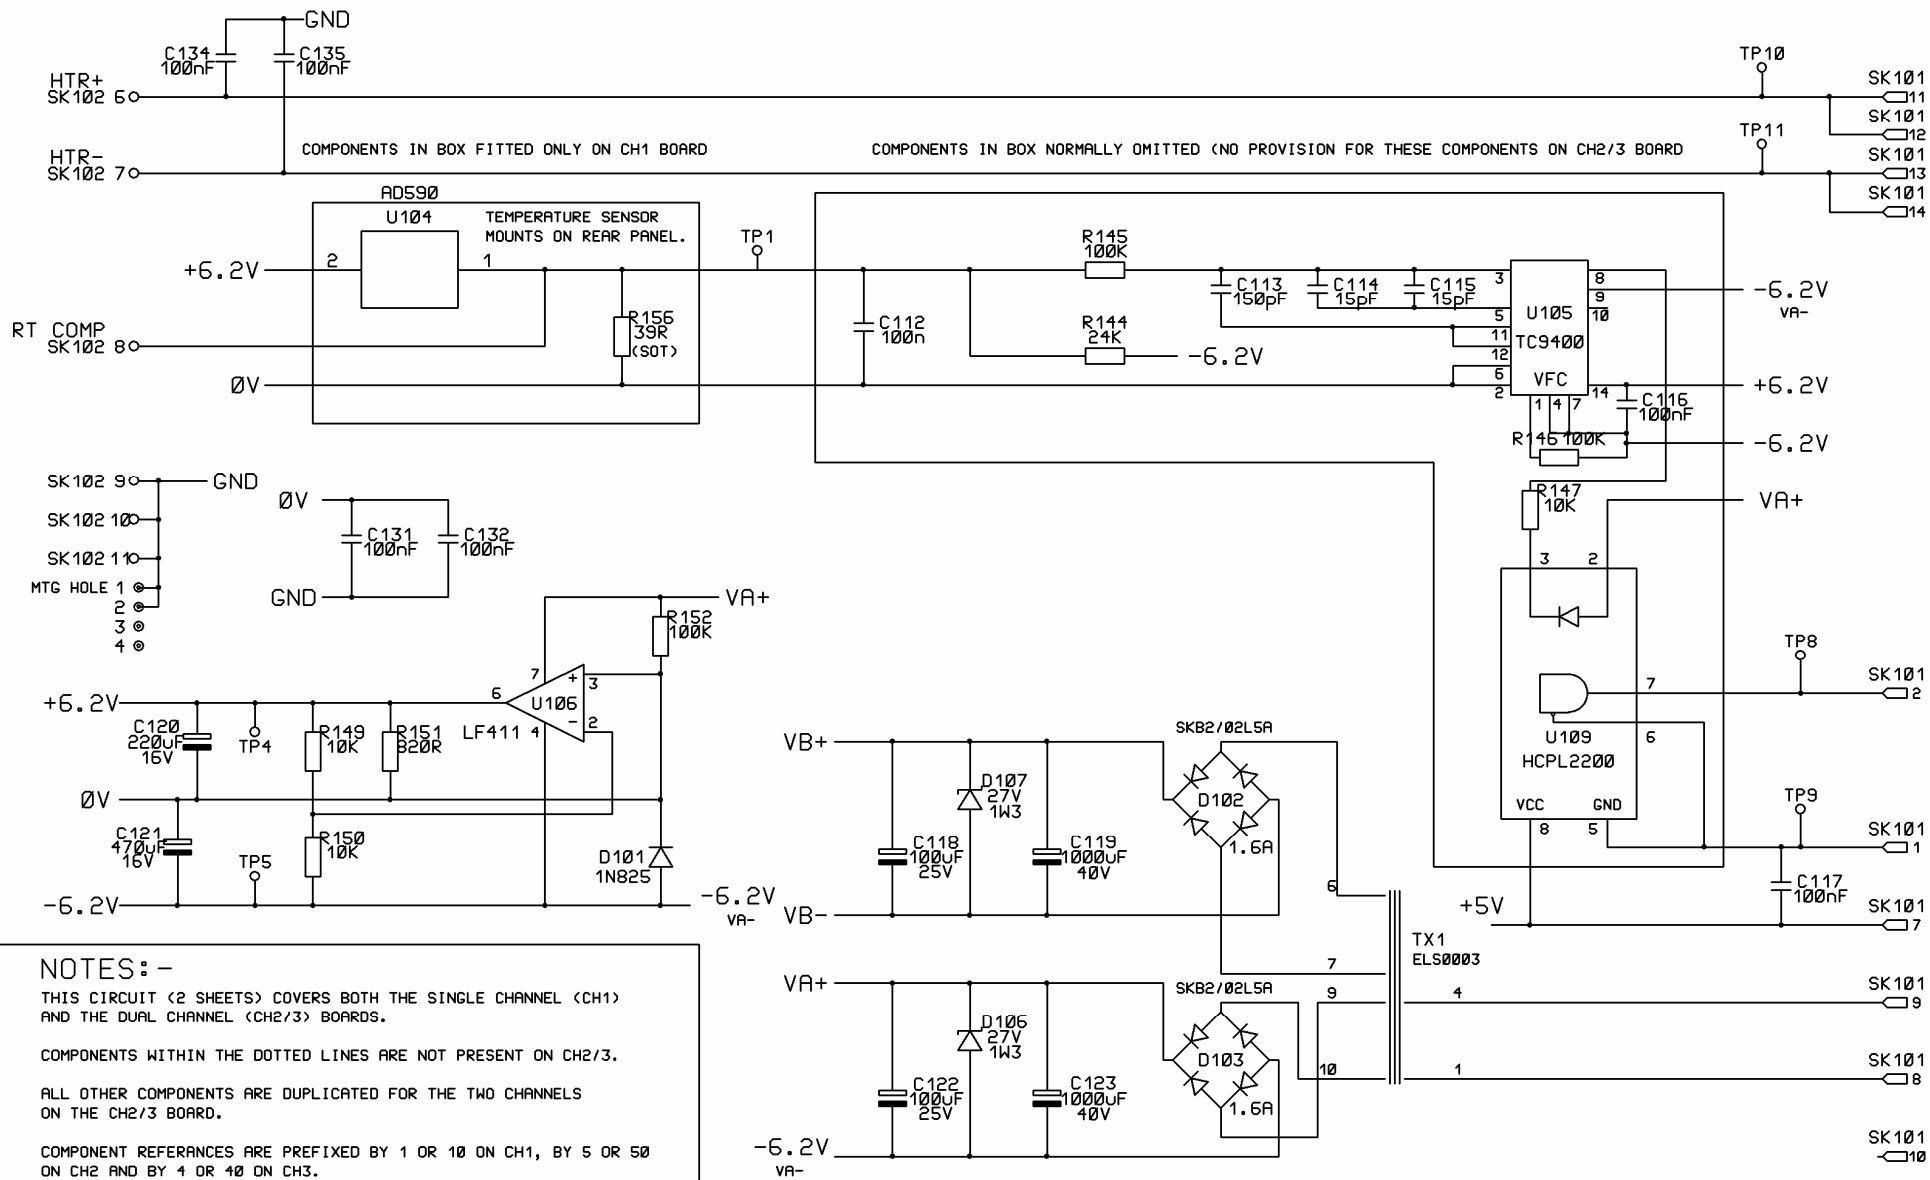 GND
C134
100nF
C135
100nF
HTR+
SK102 6
TP10
SK101
11
SK101
12
HTR-
SK102 7
COMPONENTS IN BOX FITTED ONLY ON CH1 BOARD
COMPONENTS IN BOX NORMALLY OMITTED (NO PROVISION FOR THESE COMPONENTS ON CH2/3 BOARD
TP11
SK101
13
SK101
14
AD590
U104
TEMPERATURE SENSOR
MOUNTS ON REAR PANEL.
+6.2V
2
1
TP1
R145
100K
C113
150pF
C114
15pF
C115
15pF
3
5
11
12
6
2
U105
TC9400
VFC
8
9
10
14
1 4 7
-6.2V
VA-
RT COMP
SK102 8
R156
39R
(SOT)
C112
100n
R144
24K
-6.2V
0V
+6.2V
C116
100nF
R146 100K
-6.2V
SK102 9
GND
SK102 10
SK102 11
MTG HOLE 1
2
3
4
0V
C131
100nF
C132
100nF
GND
R147
10K
VA+
3 2
VA+
R152
100K
7
+
3
U106
6
-
2
LF411
4
+6.2V
C120
220uF
16V
TP4
R149
10K
R151
820R
0V
C121
470uF
16V
TP5
R150
10K
D101
1N825
-6.2V
-6.2V
VA-
TP8
SK101
2
7
U109
HCPL2200
6
VCC GND
8 5
TP9
SK101
1
C117
100nF
+5V
SK101
7
VB+
D107
27V
1W3
SKB2/02L5A
D102
1.6A
C118
100uF
25V
C119
1000uF
40V
VB-
6
7
TX1
ELS0003
VA+
D106
27V
1W3
SKB2/02L5A
D103
1.6A
9
10
C122
100uF
25V
C123
1000uF
40V
-6.2V
VA-
4
SK101
9
1
SK101
8
SK101
10
NOTES:-
THIS CIRCUIT (2 SHEETS) COVERS BOTH THE SINGLE CHANNEL (CH1)
AND THE DUAL CHANNEL (CH2/3) BOARDS.
COMPONENTS WITHIN THE DOTTED LINES ARE NOT PRESENT ON CH2/3.
ALL OTHER COMPONENTS ARE DUPLICATED FOR THE TWO CHANNELS
ON THE CH2/3 BOARD.
COMPONENT REFERANCES ARE PREFIXED BY 1 OR 10 ON CH1, BY 5 OR 50
ON CH2 AND BY 4 OR 40 ON CH3.